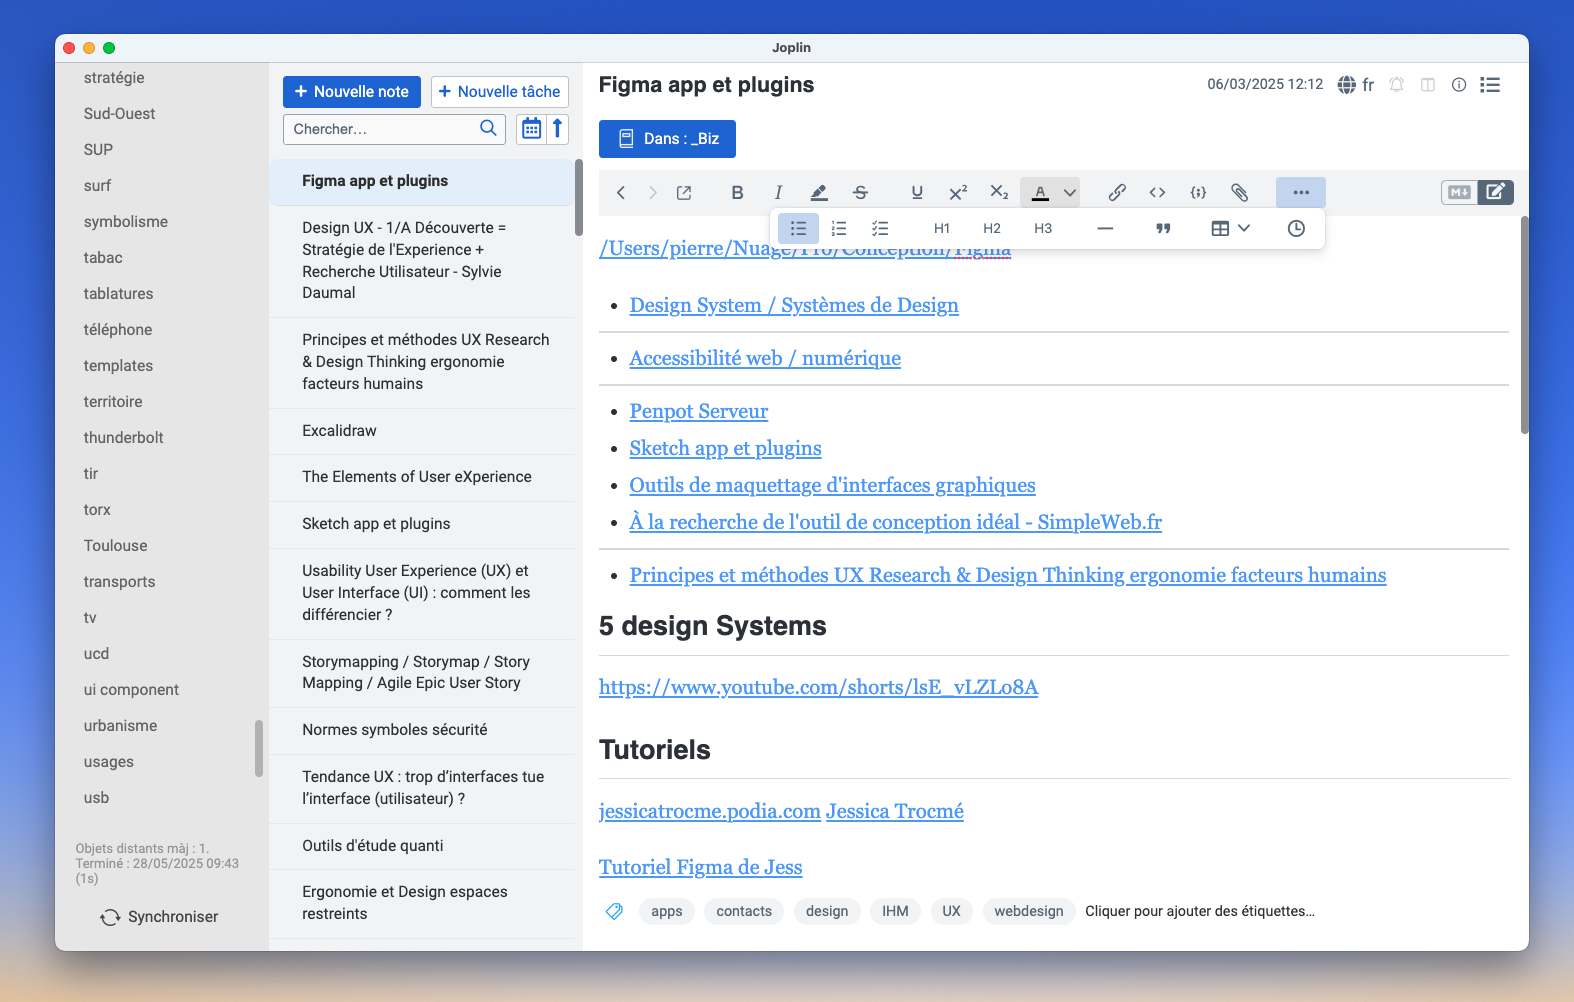 Joplin
stratégie
Sud-Ouest
SUP
surf
symbolisme
tabac
tablatures
téléphone
templates
territoire
thunderbolt
tir
torx
Toulouse
transports
tv
ucd
ui component
urbanisme
usages
usb
Objets distants màj : 1.
Terminé : 28/05/2025 09:43
(1s)
Synchroniser
+ Nouvelle note
+ Nouvelle tâche
Chercher...
Figma app et plugins
Design UX - 1/A Découverte =
Stratégie de l'Experience +
Recherche Utilisateur - Sylvie
Daumal
Principes et méthodes UX Research
& Design Thinking ergonomie
facteurs humains
Excalidraw
The Elements of User eXperience
Sketch app et plugins
Usability User Experience (UX) et
User Interface (UI) : comment les
différencier ?
Storymapping / Storymap / Story
Mapping / Agile Epic User Story
Normes symboles sécurité
Tendance UX : trop d’interfaces tue
l’interface (utilisateur) ?
Outils d'étude quanti
Ergonomie et Design espaces
restreints
Figma app et plugins
06/03/2025 12:12 fr
Dans : _Biz
B I S U X² X₂ A
H1 H2 H3
/Users/pierre/Nuage/Pro/Conception/Figma
Design System / Systèmes de Design
Accessibilité web / numérique
Penpot Serveur
Sketch app et plugins
Outils de maquettage d'interfaces graphiques
À la recherche de l'outil de conception idéal - SimpleWeb.fr
Principes et méthodes UX Research & Design Thinking ergonomie facteurs humains
5 design Systems
https://www.youtube.com/shorts/lsE_vLZLo8A
Tutoriels
jessicatrocme.podia.com Jessica Trocmé
Tutoriel Figma de Jess
apps contacts design IHM UX webdesign Cliquer pour ajouter des étiquettes...